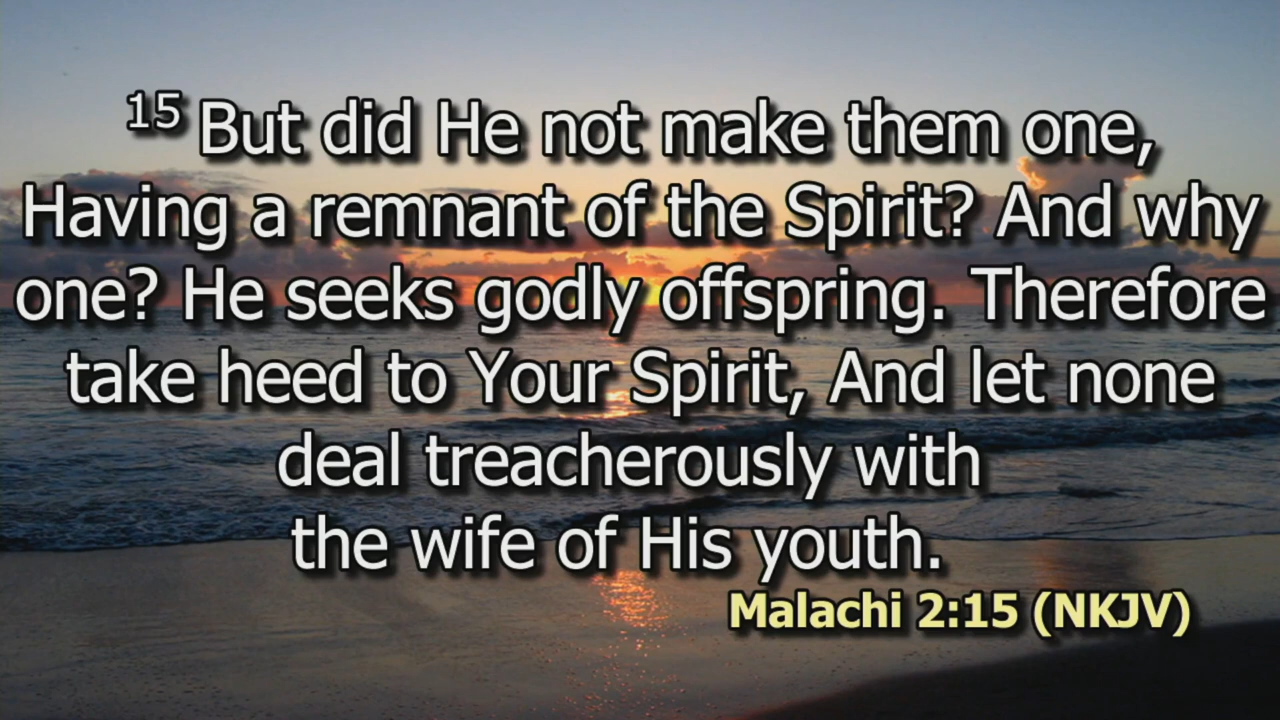 15 But did He not make them one,
Having a remnant of the Spirit? And why
one? He seeks godly offspring. Therefore
take heed to Your Spirit, And let none
deal treacherously with
the wife of His youth.
Malachi 2:15 (NKJV)